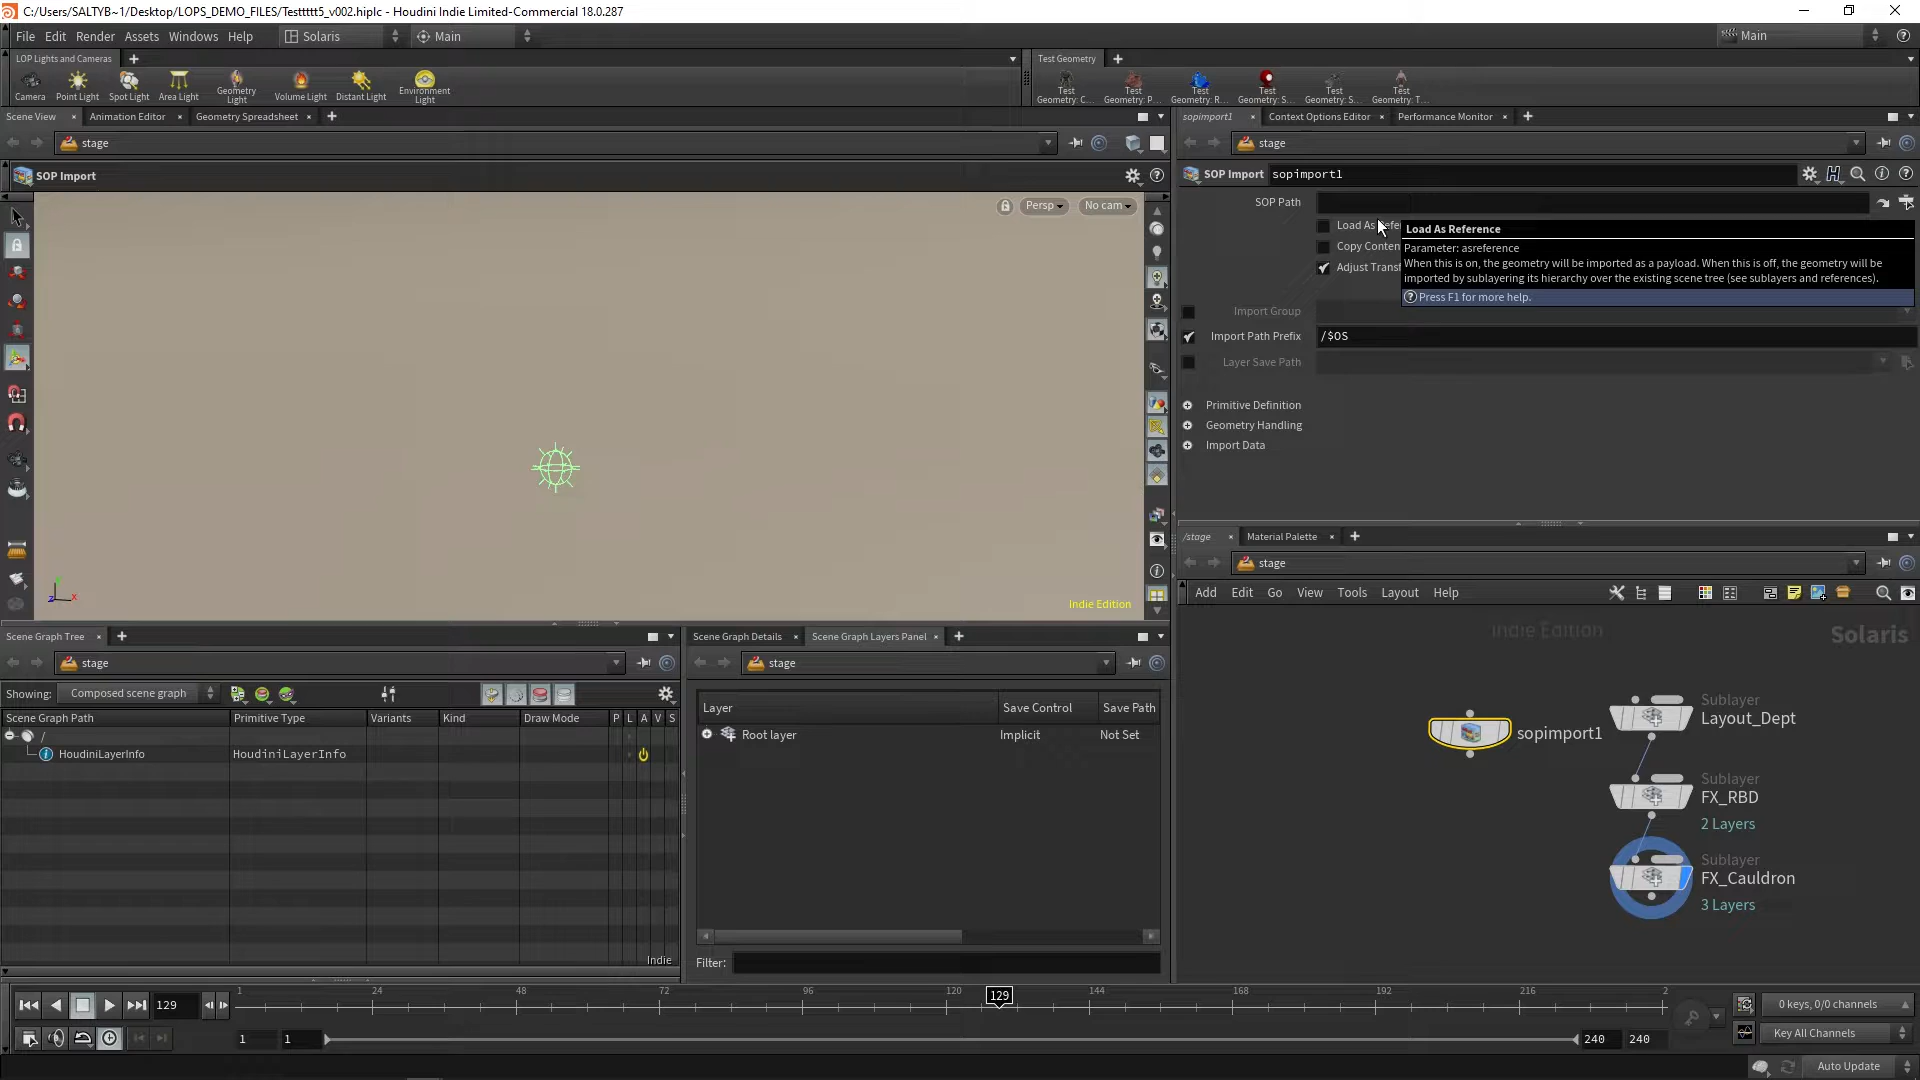 C:/Users/SALTYB~1/Desktop/LOPS_DEMO_FILES/Testtttt5_v002.hiplc - Houdini Indie Limited-Commercial 18.0.287
File Edit Render Assets Windows Help Solaris Main Main
LOP Lights and Cameras Test Geometry
Camera Point Light Spot Light Area Light Geometry Light Volume Light Distant Light Environment Light
Test Geometry: C... Test Geometry: P... Test Geometry: R... Test Geometry: S... Test Geometry: S... Test Geometry: T...
Scene View Animation Editor Geometry Spreadsheet sopimport1 Context Options Editor Performance Monitor
stage stage
SOP Import SOP Import sopimport1
Persp No cam
SOP Path
Load As Refe
Load As Reference
Copy Conten
Parameter: asreference
When this is on, the geometry will be imported as a payload. When this is off, the geometry will be
imported by sublayering its hierarchy over the existing scene tree (see sublayers and references).
Adjust Transf
Press F1 for more help.
Import Group
Import Path Prefix /$OS
Layer Save Path
Primitive Definition
Geometry Handling
Import Data
Indie Edition
/stage Material Palette
stage
Add Edit Go View Tools Layout Help
Indie Edition Solaris
sopimport1
Sublayer
Layout_Dept
Sublayer
FX_RBD
2 Layers
Sublayer
FX_Cauldron
3 Layers
Scene Graph Tree Scene Graph Details Scene Graph Layers Panel
stage stage
Showing: Composed scene graph
Scene Graph Path Primitive Type Variants Kind Draw Mode P L A V S
/
HoudiniLayerInfo HoudiniLayerInfo
Indie
Layer Save Control Save Path
Root layer Implicit Not Set
Filter:
129
1 24 48 72 96 120 129 144 168 192 216 2
0 keys, 0/0 channels
1 1 240 240
Key All Channels
Auto Update